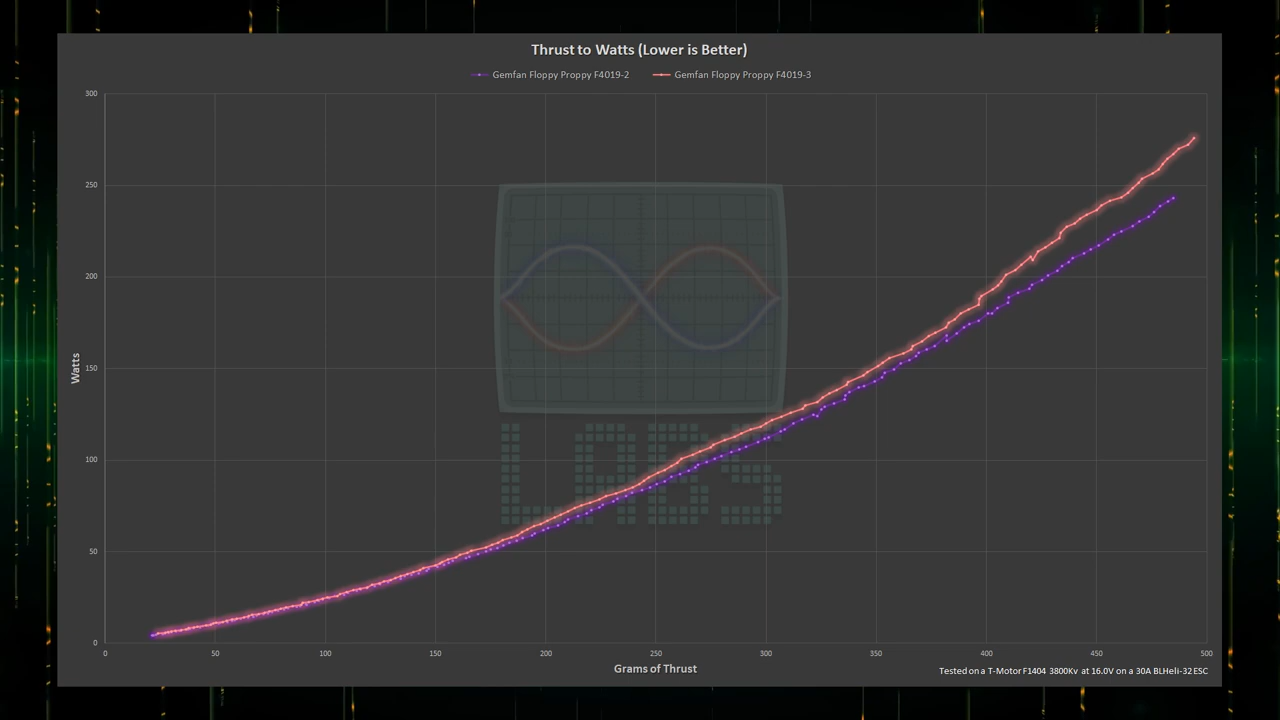 Thrust to Watts (Lower is Better)
Gemfan Floppy Proppy F4019-2 Gemfan Floppy Proppy F4019-3
300
250
200
150
100
50
0
Watts
0 50 100 150 200 250 300 350 400 450 500
Grams of Thrust
Tested on a T-Motor F1404 3800Kv at 16.0V on a 30A BLHeli-32 ESC
LABS